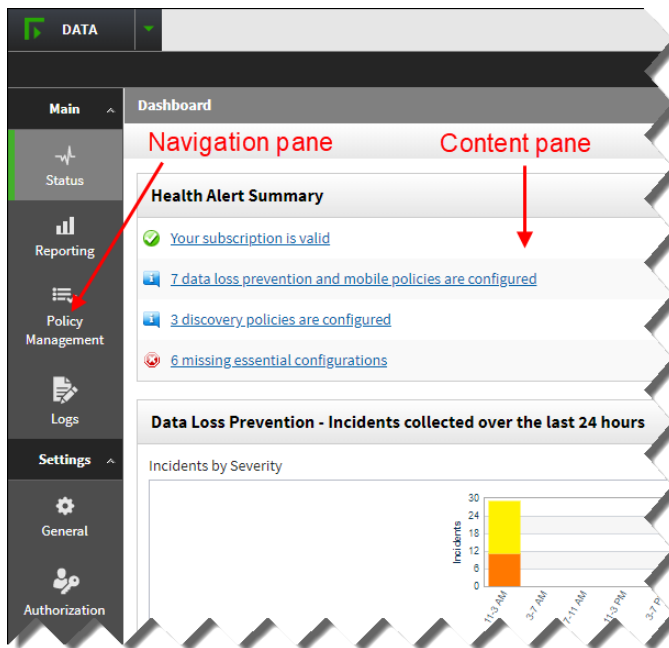 DATA
Main
Dashboard
Navigation pane
Content pane
Status
Health Alert Summary
Your subscription is valid
Reporting
7 data loss prevention and mobile policies are configured
3 discovery policies are configured
Policy
Management
6 missing essential configurations
Logs
Data Loss Prevention - Incidents collected over the last 24 hours
Settings
Incidents by Severity
General
Incidents
30
24
18
12
6
0
11-3 AM
3-7 AM
7-11 AM
11-3 PM
Authorization